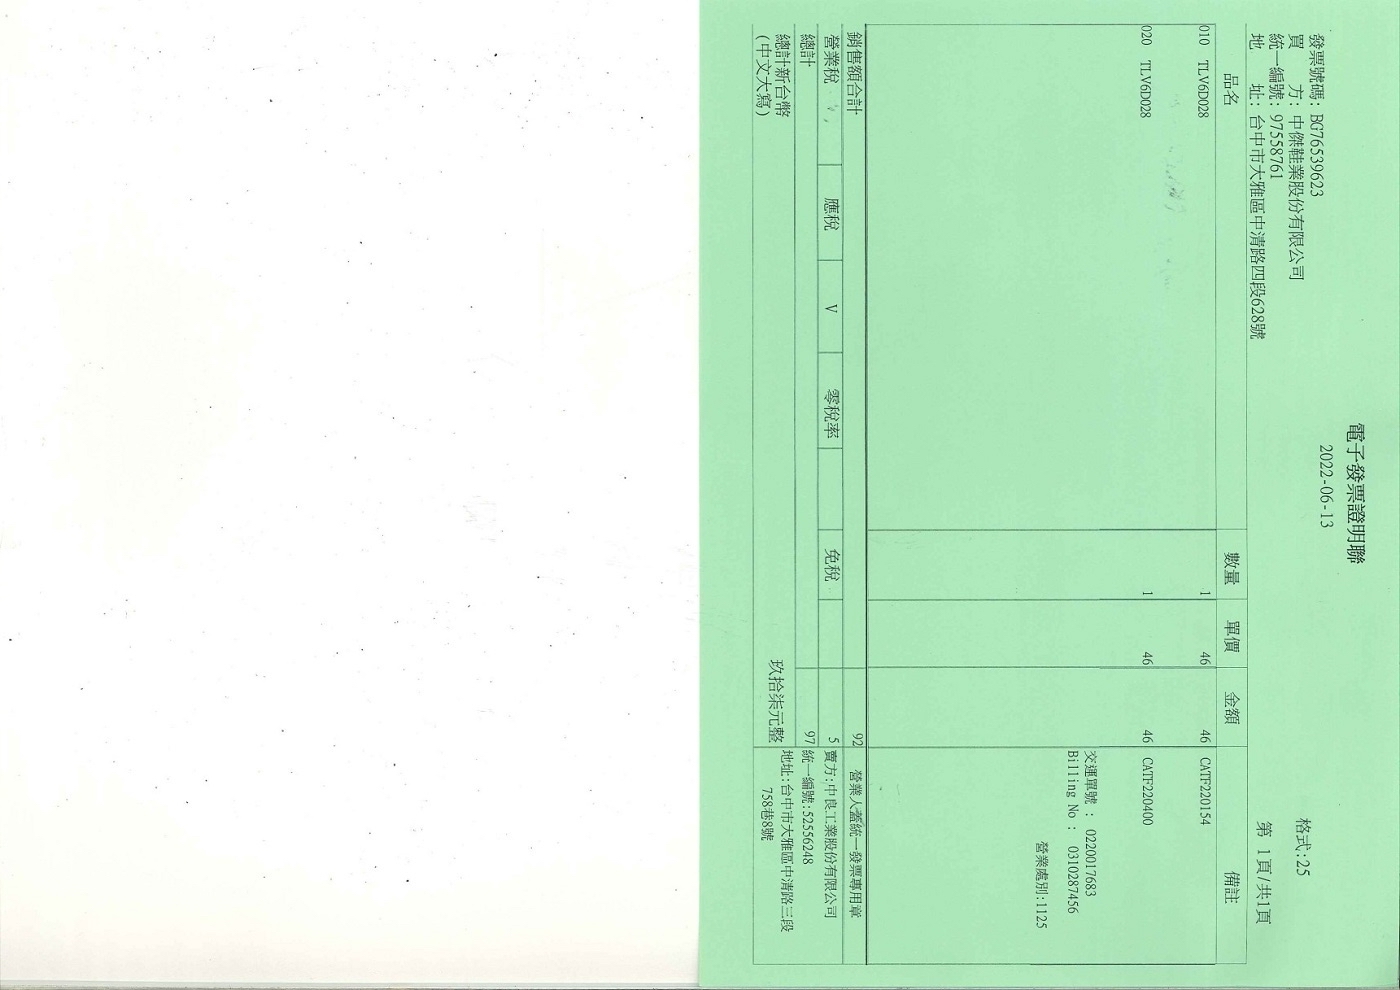 電子發票證明聯
2022-06-13
發票號碼: BG76539623
買　　方: 中傑鞋業股份有限公司
格式:25
統一編號: 97558761
地　　址: 台中市大雅區中清路四段628號
第 1頁/共1頁
品名 數量 單價 金額 備註
010 TLV6D028 1 46 46 CATF220154
020 TLV6D028 1 46 46 CATF220400
交運單號 : 0220017683
Billing No : 0310287456
營業處別:1125
銷售額合計 92 營業人蓋統一發票專用章
營業稅 應稅 V 零稅率 免稅 5 賣方:中良工業股份有限公司
總計 97 統一編號:52556248
總計新台幣
(中文大寫) 玖拾柒元整
地址:台中市大雅區中清路三段
758巷8號